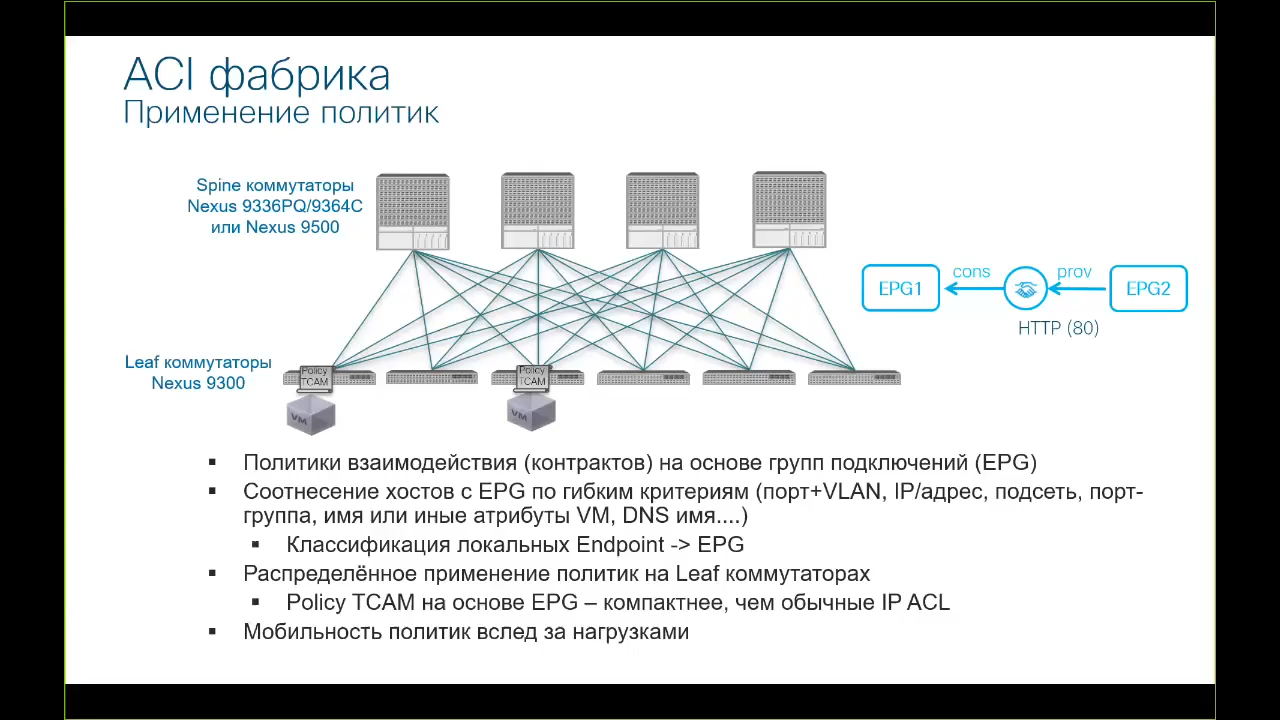 ACI фабрика
Применение политик
Spine коммутаторы
Nexus 9336PQ/9364C
или Nexus 9500
cons
prov
EPG1
EPG2
HTTP (80)
Leaf коммутаторы
Nexus 9300
Policy
TCAM
Policy
TCAM
VM
VM
▪ Политики взаимодействия (контрактов) на основе групп подключений (EPG)
▪ Соотнесение хостов с EPG по гибким критериям (порт+VLAN, IP/адрес, подсеть, порт-
группа, имя или иные атрибуты VM, DNS имя....)
▪ Классификация локальных Endpoint -> EPG
▪ Распределённое применение политик на Leaf коммутаторах
▪ Policy TCAM на основе EPG – компактнее, чем обычные IP ACL
▪ Мобильность политик вслед за нагрузками